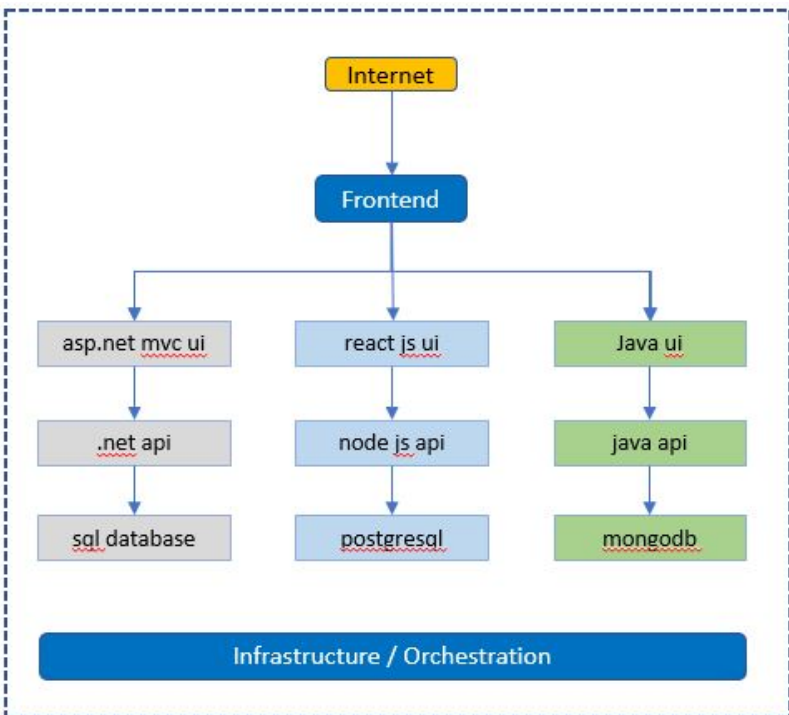 Internet
Frontend
asp.net mvc ui
react js ui
Java ui
.net api
node js api
java api
sql database
postgresql
mongodb
Infrastructure / Orchestration